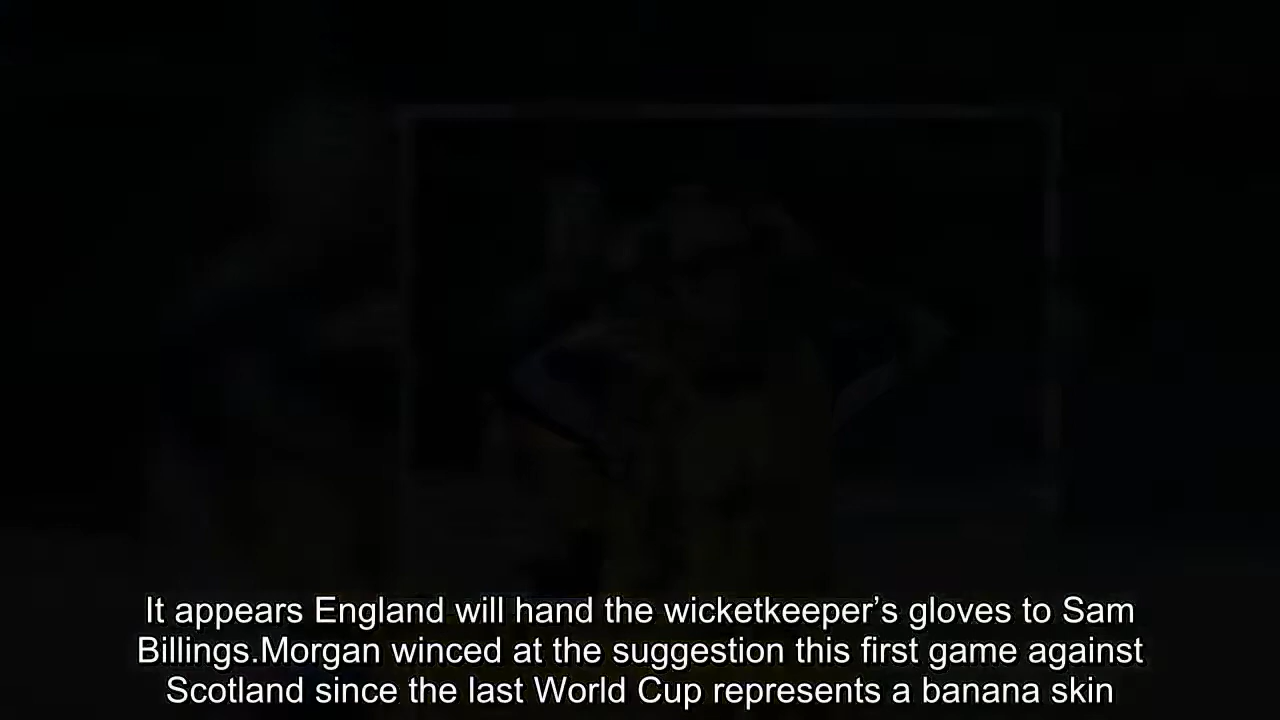 It appears England will hand the wicketkeeper’s gloves to Sam
Billings.Morgan winced at the suggestion this first game against
Scotland since the last World Cup represents a banana skin